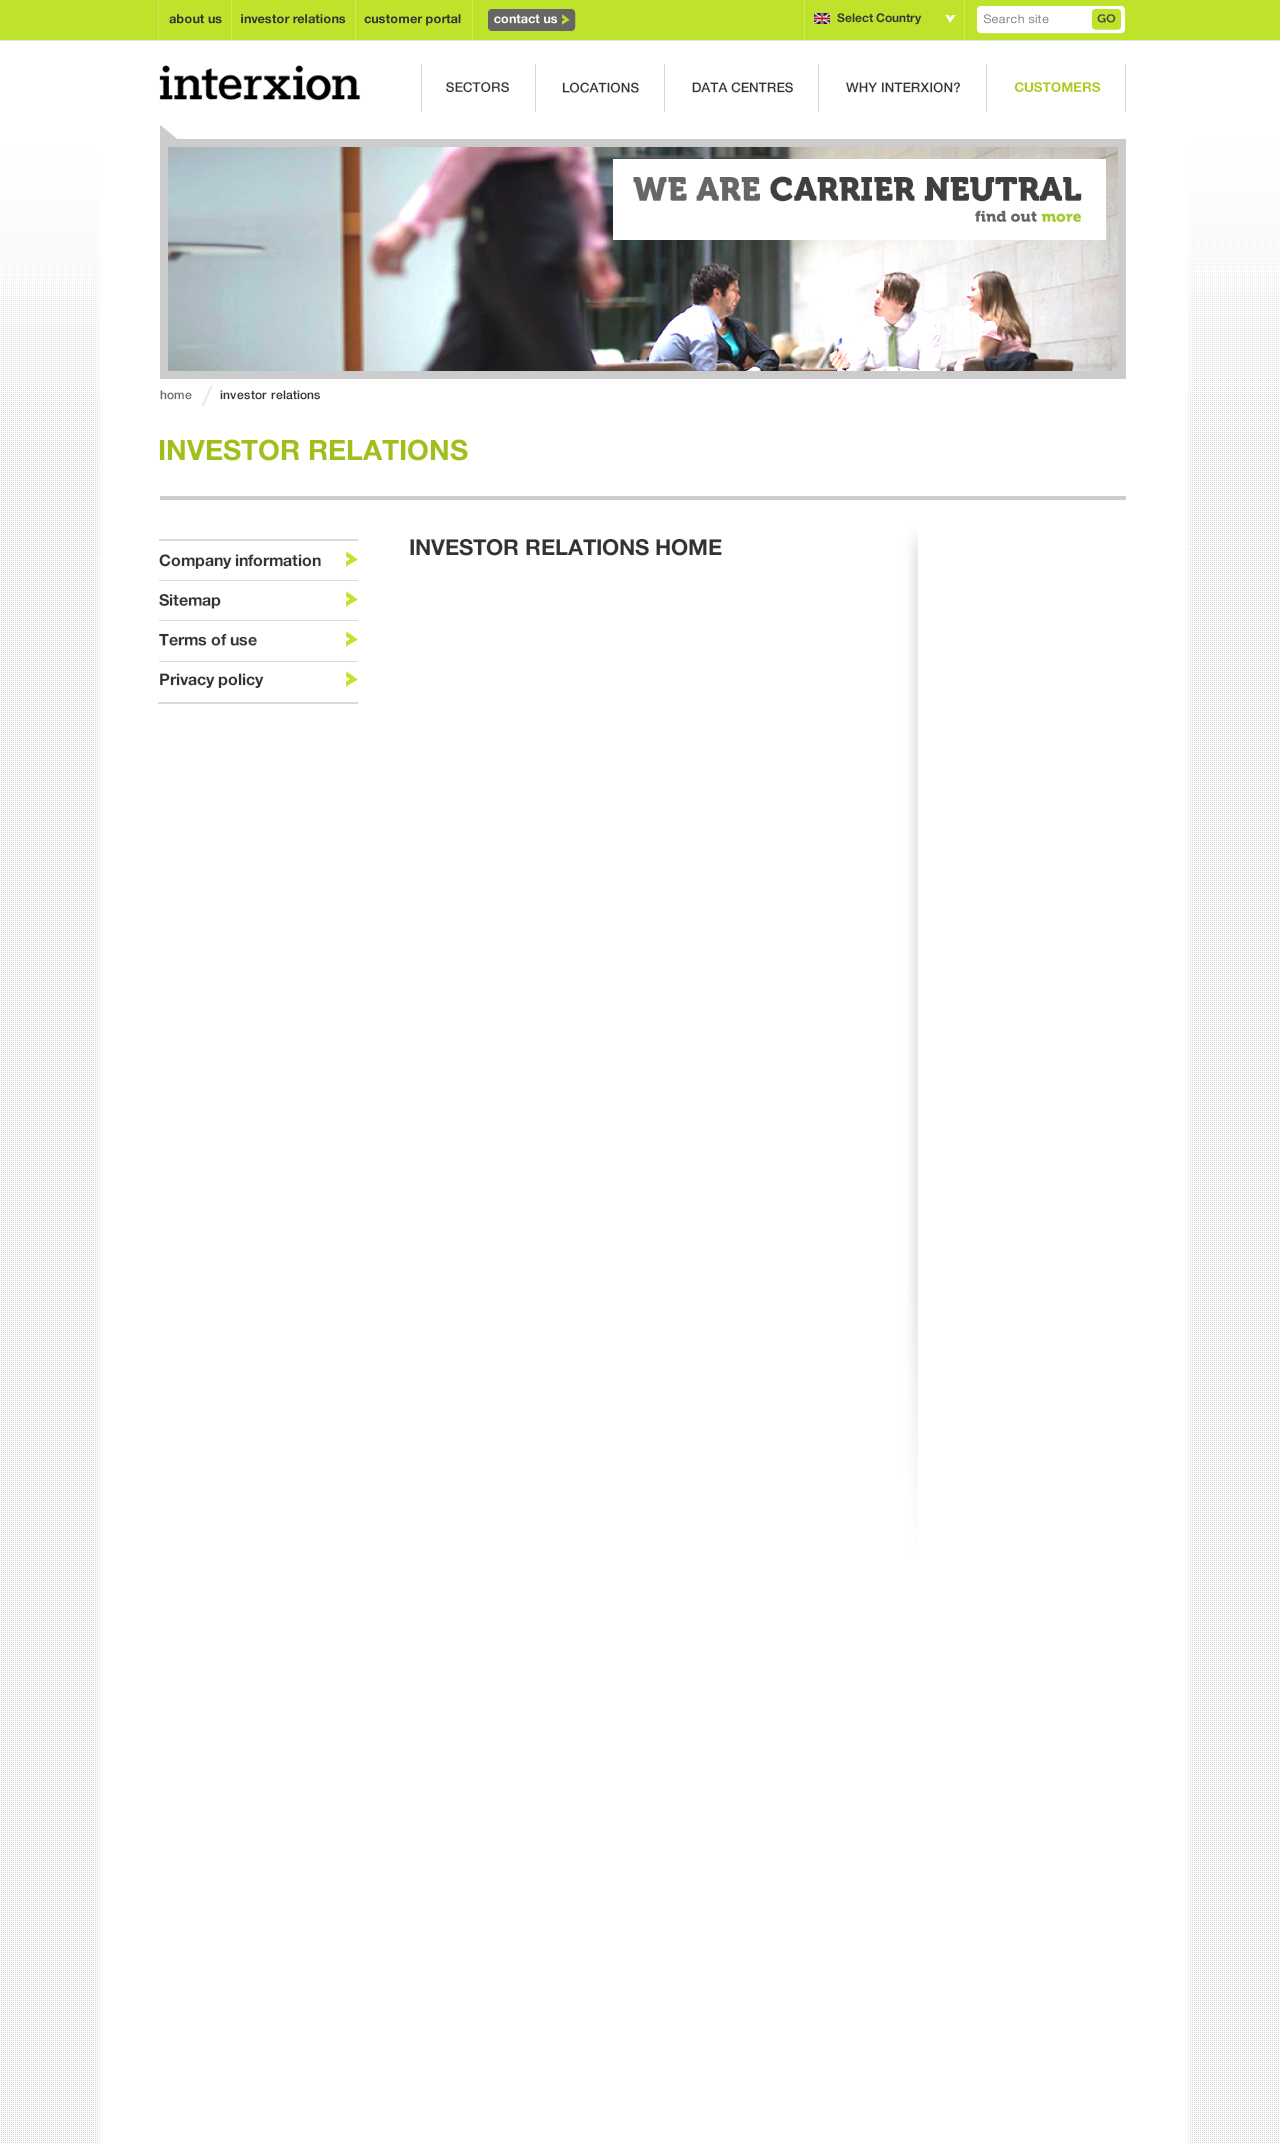 about us
investor relations
customer portal
contact us
Select Country
Search site
GO
interxion
SECTORS
LOCATIONS
DATA CENTRES
WHY INTERXION?
CUSTOMERS
WE ARE CARRIER NEUTRAL
find out more
home
investor relations
INVESTOR RELATIONS
Company information
Sitemap
Terms of use
Privacy policy
INVESTOR RELATIONS HOME